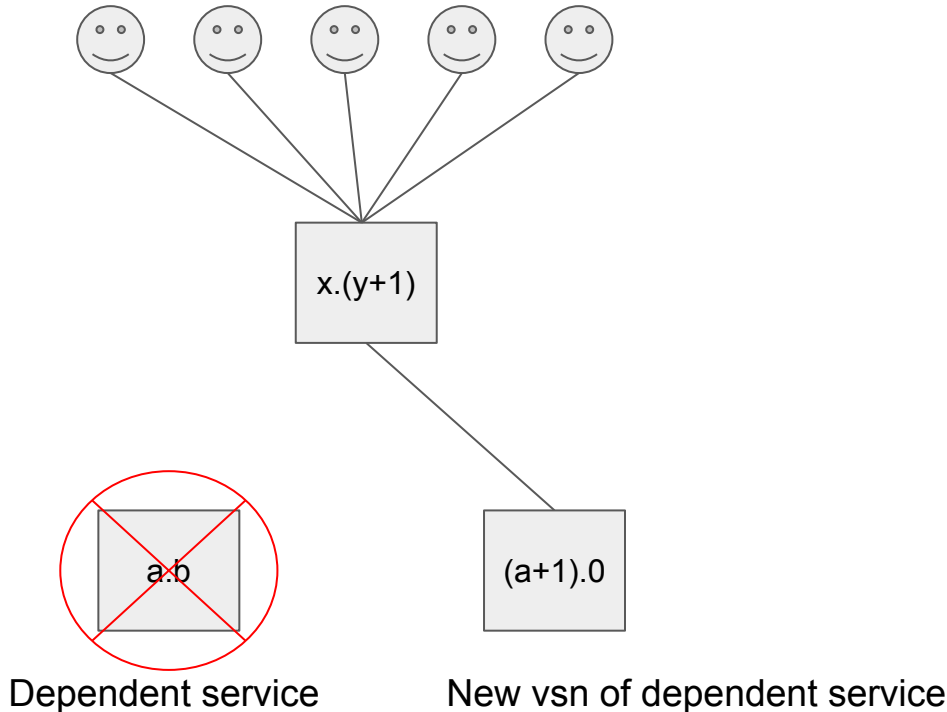 x.(y+1)
a.b
(a+1).0
Dependent service
New vsn of dependent service